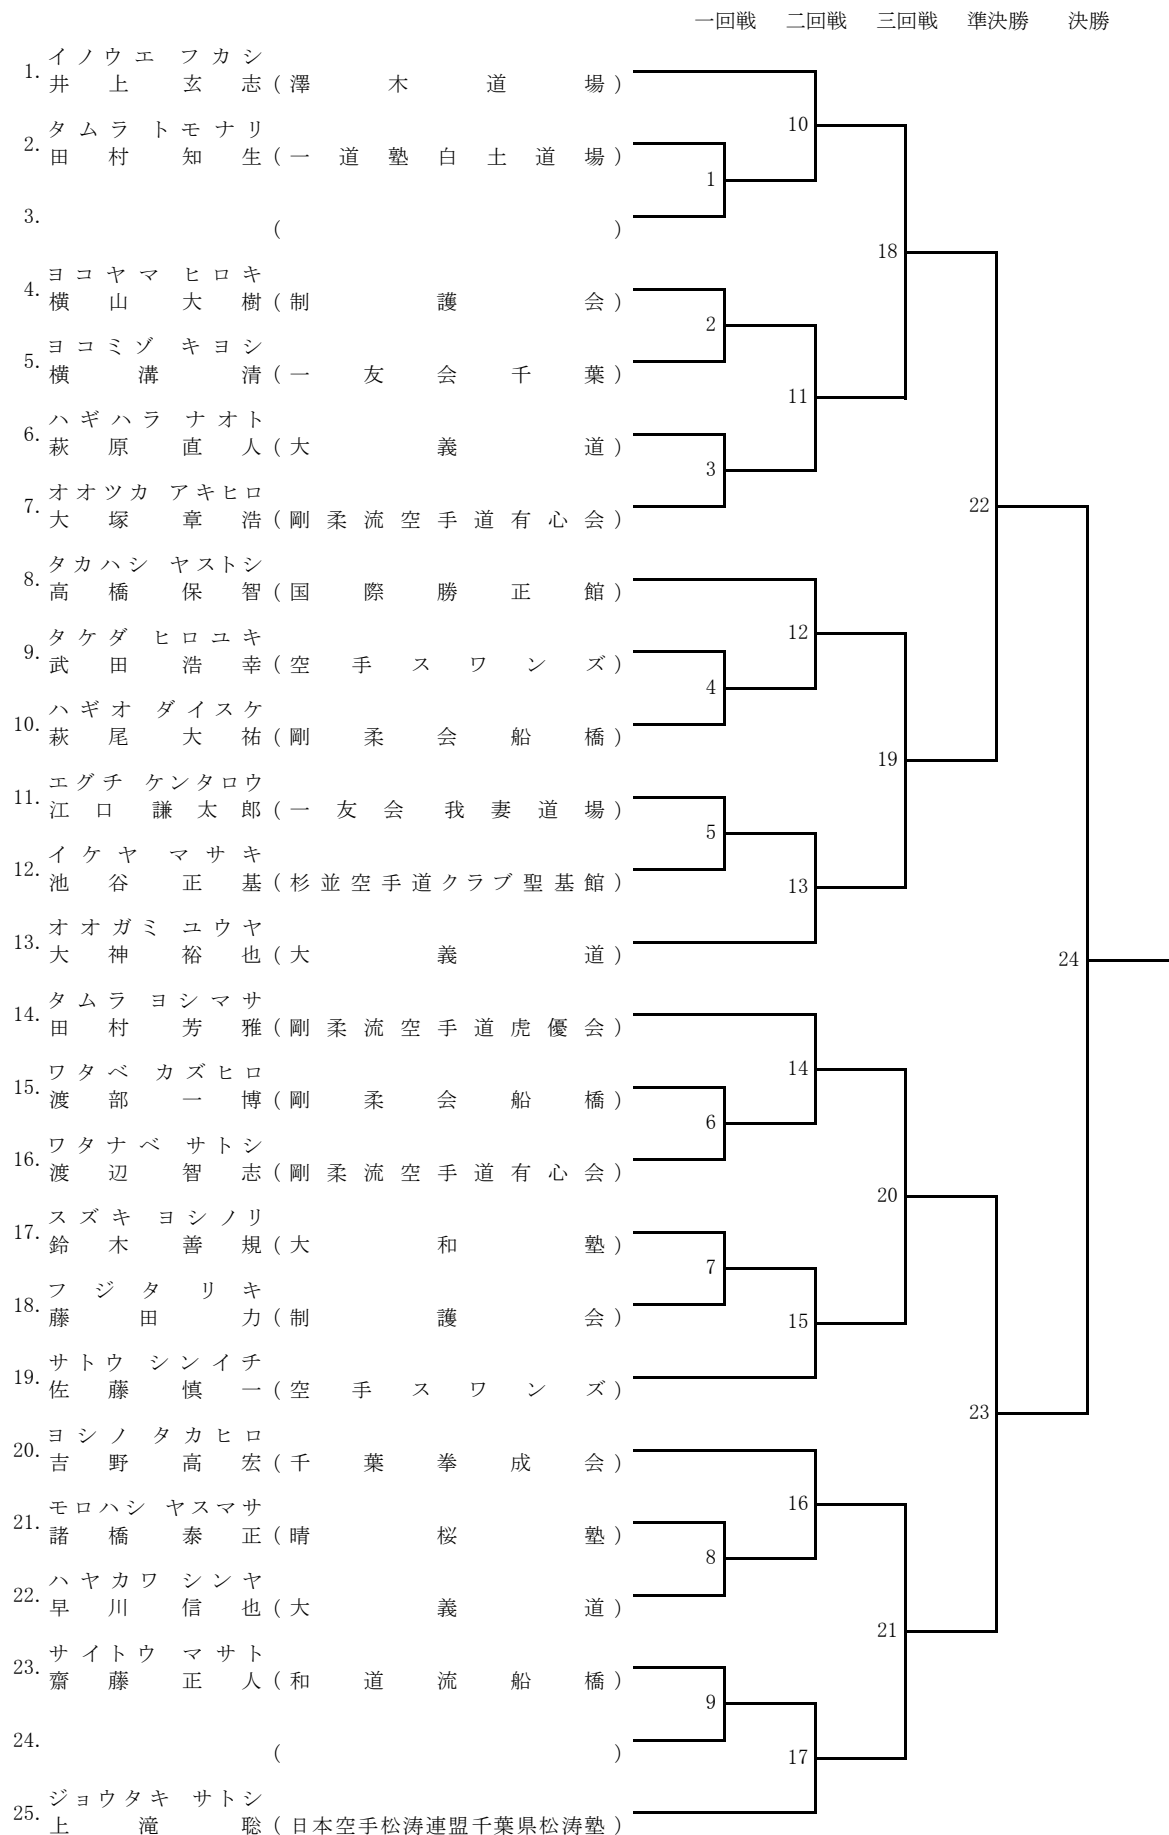 一回戦 二回戦 三回戦 準決勝 決勝
イノウエ フカシ
1. 井上 玄志 (澤木道場)
10
タムラ トモナリ
2. 田村 知生 (一道塾白土道場)
1
3. ( )
18
ヨコヤマ ヒロキ
4. 横山 大樹 (制護会)
2
ヨコミゾ キヨシ
5. 横溝 清 (一友会千葉)
11
ハギハラ ナオト
6. 萩原 直人 (大義道)
3
オオツカ アキヒロ
7. 大塚 章浩 (剛柔流空手道有心会)
22
タカハシ ヤストシ
8. 高橋 保智 (国際勝正館)
12
タケダ ヒロユキ
9. 武田 浩幸 (空手スワンズ)
4
ハギオ ダイスケ
10. 萩尾 大祐 (剛柔会船橋)
19
エグチ ケンタロウ
11. 江口 謙太郎 (一友会我妻道場)
5
イケヤ マサキ
12. 池谷 正基 (杉並空手道クラブ聖基館)
13
オオガミ ユウヤ
13. 大神 裕也 (大義道)
24
タムラ ヨシマサ
14. 田村 芳雅 (剛柔流空手道虎優会)
14
ワタベ カズヒロ
15. 渡部 一博 (剛柔会船橋)
6
ワタナベ サトシ
16. 渡辺 智志 (剛柔流空手道有心会)
20
スズキ ヨシノリ
17. 鈴木 善規 (大和塾)
7
フジタ リキ
18. 藤田 力 (制護会)
15
サトウ シンイチ
19. 佐藤 慎一 (空手スワンズ)
23
ヨシノ タカヒロ
20. 吉野 高宏 (千葉拳成会)
16
モロハシ ヤスマサ
21. 諸橋 泰正 (晴桜塾)
8
ハヤカワ シンヤ
22. 早川 信也 (大義道)
21
サイトウ マサト
23. 齋藤 正人 (和道流船橋)
9
24. ( )
17
ジョウタキ サトシ
25. 上滝 聡 (日本空手松涛連盟千葉県松涛塾)